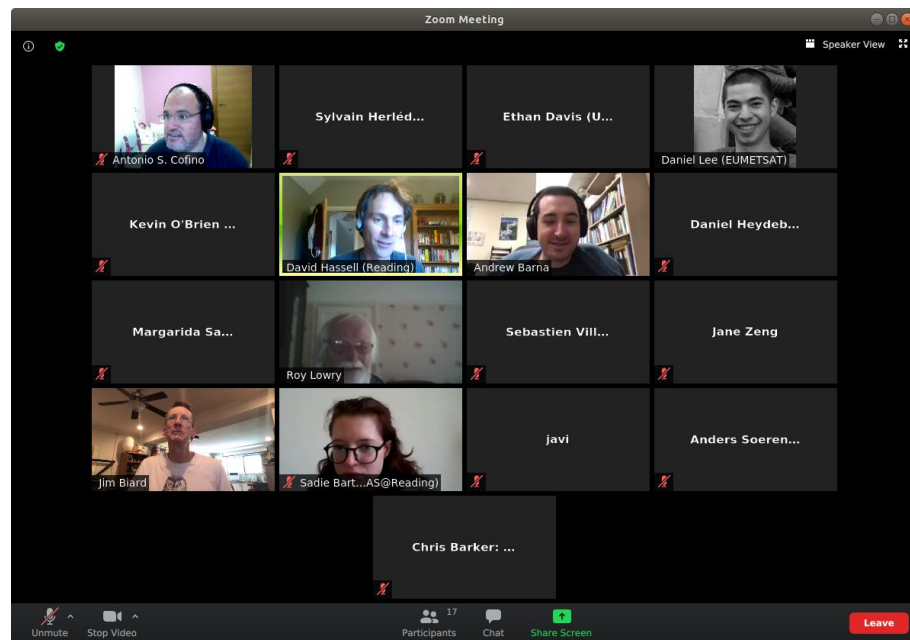 Zoom Meeting
Speaker View
Antonio S. Cofino
Sylvain Herléd...
Ethan Davis (U...
Daniel Lee (EUMETSAT)
Kevin O'Brien ...
David Hassell (Reading)
Andrew Barna
Daniel Heydeb...
Margarida Sa...
Roy Lowry
Sebastien Vill...
Jane Zeng
Jim Biard
Sadie Bart...AS@Reading)
javi
Anders Soeren...
Chris Barker: ...
Unmute
Stop Video
17
Participants
Chat
Share Screen
Leave